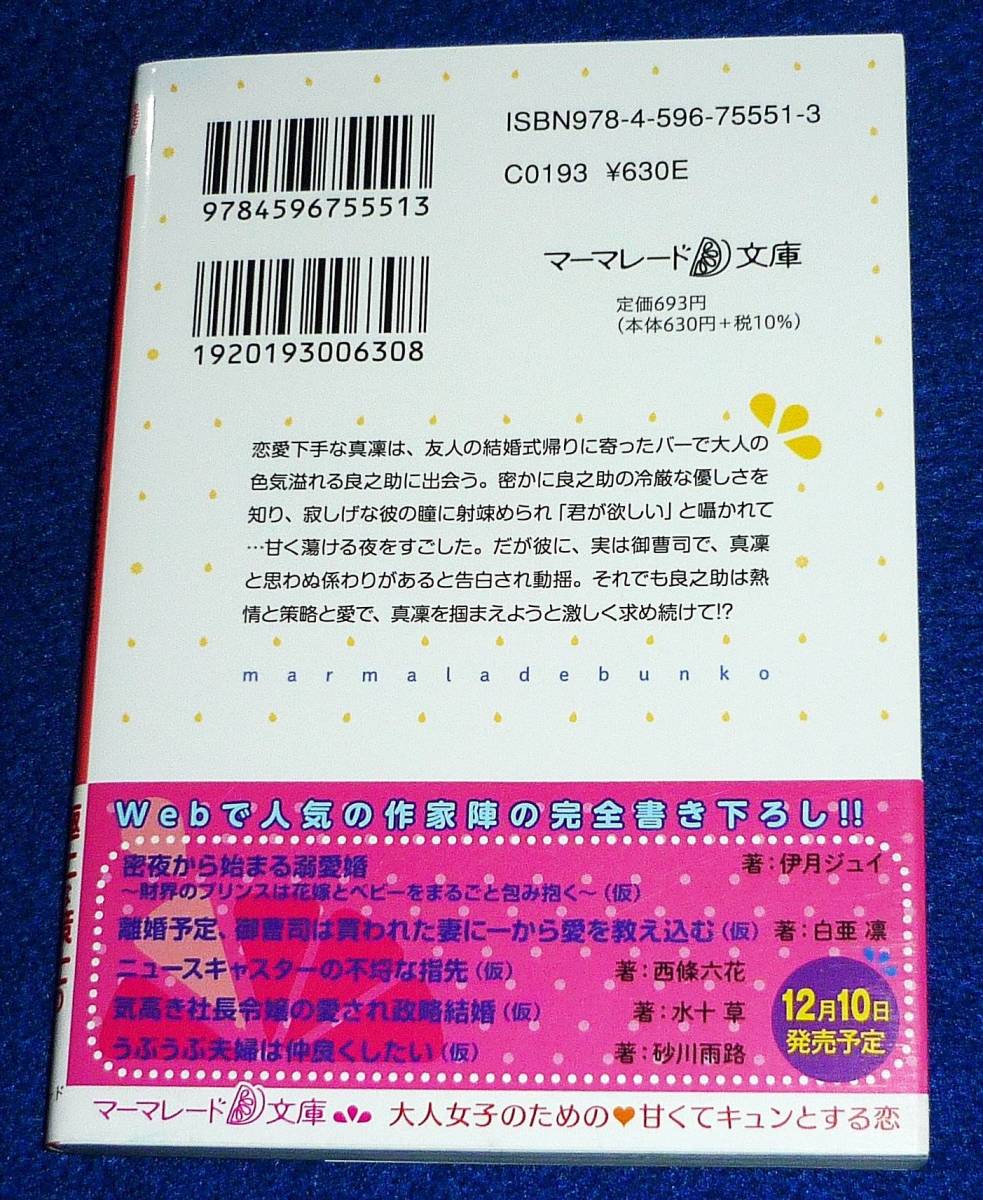 ISBN978-4-596-75551-3
C0193 ¥630E
9784596755513
1920193006308
マーマレード文庫
定価693円
(本体630円+税10%)
恋愛下手な真凜は、友人の結婚式帰りに寄ったバーで大人の
色気溢れる良之助に出会う。密かに良之助の冷厳な優しさを
知り、寂しげな彼の瞳に射竦められ「君が欲しい」と囁かれて
…甘く蕩ける夜をすごした。だが彼に、実は御曹司で、真凜
と思わぬ係わりがあると告白され動揺。それでも良之助は熱
情と策略と愛で、真凜を掴まえようと激しく求め続けて!?
marmaladebunko
Webで人気の作家陣の完全書き下ろし!!
密夜から始まる溺愛婚 著:伊月ジュイ
~財界のプリンスは花嫁とベビーをまるごと包み抱く~(仮)
離婚予定、御曹司は買われた妻に一から愛を教え込む(仮) 著:白亜 凛
ニュースキャスターの不埒な指先(仮) 著:西條六花
気高き社長令嬢の愛され政略結婚(仮) 著:水十 草
うぶうぶ夫婦は仲良くしたい(仮) 著:砂川雨路
12月10日
発売予定
マーマレード文庫 大人女子のための♥甘くてキュンとする恋